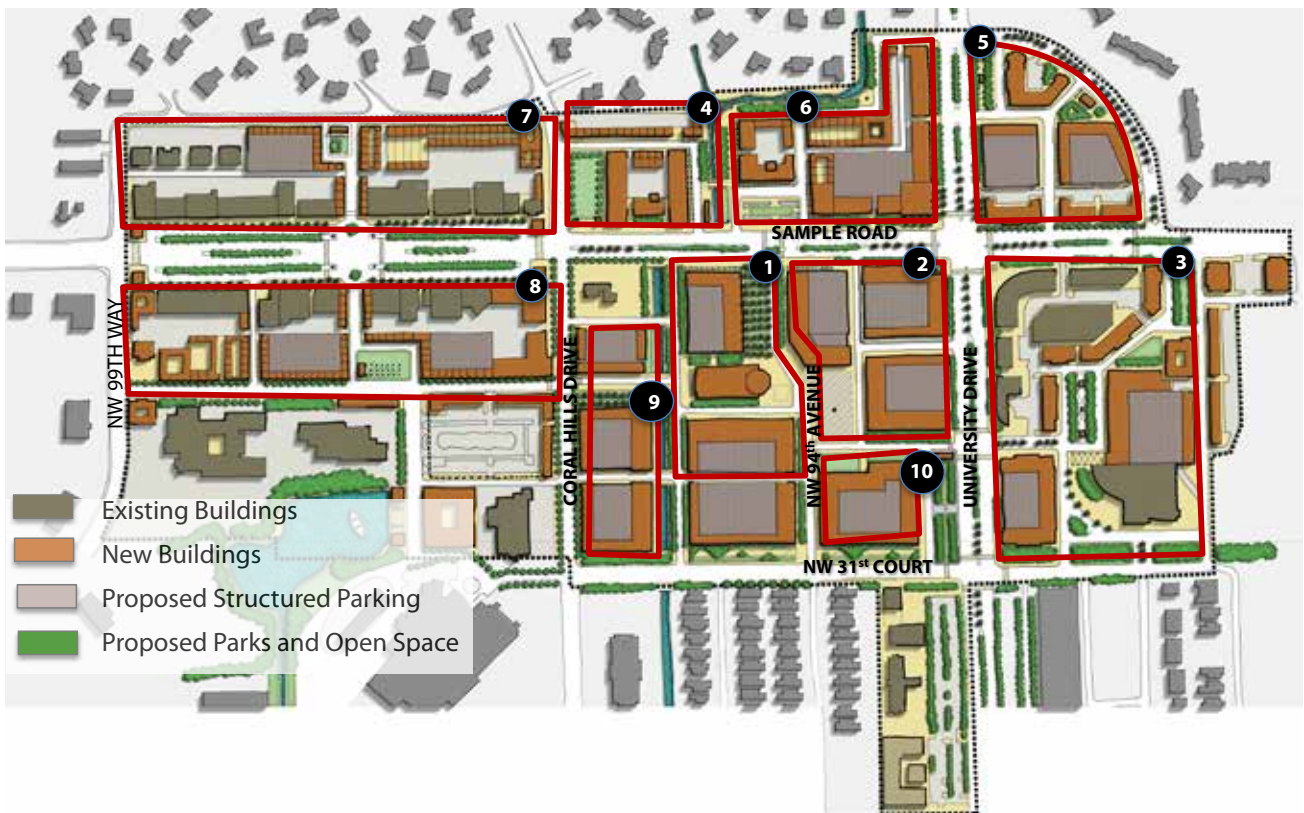 5
4
6
7
SAMPLE ROAD
1
2
3
8
NW 99TH WAY
CORAL HILLS DRIVE
9
NW 94th AVENUE
UNIVERSITY DRIVE
10
NW 31st COURT
Existing Buildings
New Buildings
Proposed Structured Parking
Proposed Parks and Open Space